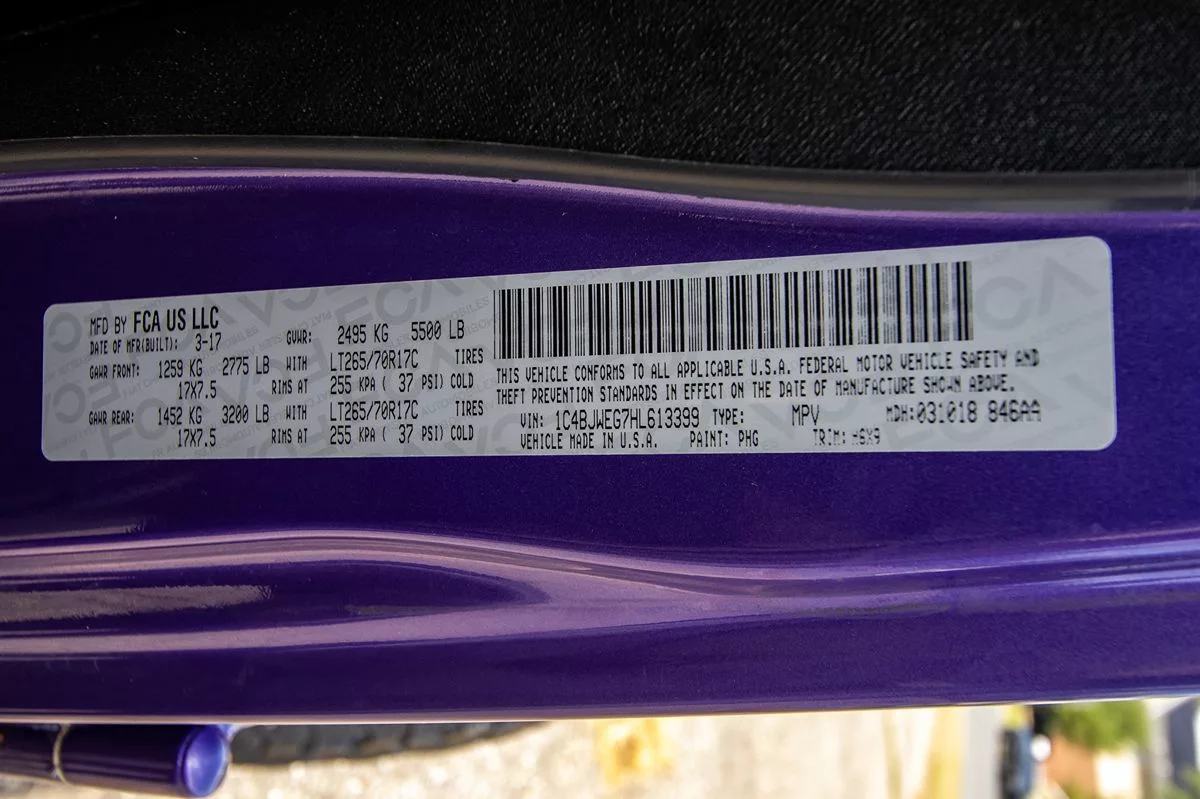 MFD BY FCA US LLC
DATE OF MFR(BUILT): 3-17 GVWR: 2495 KG 5500 LB
GAWR FRONT: 1259 KG 2775 LB WITH LT265/70R17C TIRES
17X7.5 RIMS AT 255 KPA ( 37 PSI) COLD
GAWR REAR: 1452 KG 3200 LB WITH LT265/70R17C TIRES
17X7.5 RIMS AT 255 KPA ( 37 PSI) COLD
THIS VEHICLE CONFORMS TO ALL APPLICABLE U.S.A. FEDERAL MOTOR VEHICLE SAFETY AND
THEFT PREVENTION STANDARDS IN EFFECT ON THE DATE OF MANUFACTURE SHOWN ABOVE.
VIN: 1C4BJWEG7HL613399 TYPE: MPV MDH:031018 846AA
VEHICLE MADE IN U.S.A. PAINT: PHG TRIM: